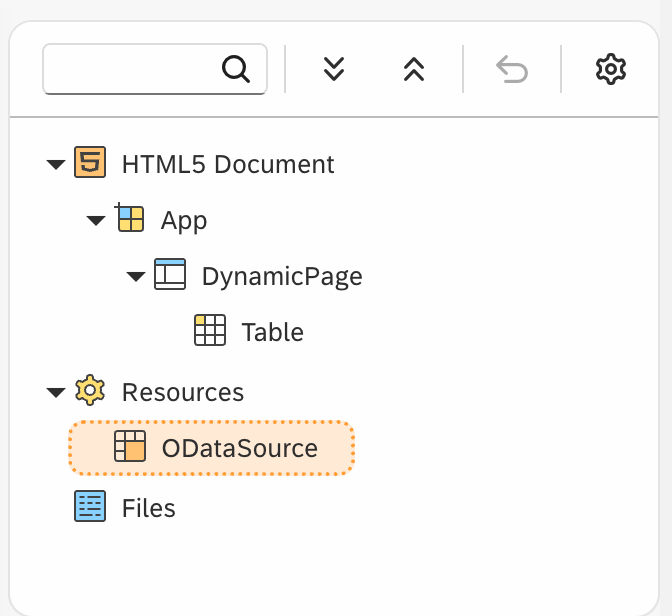 HTML5 Document
App
DynamicPage
Table
Resources
ODataSource
Files